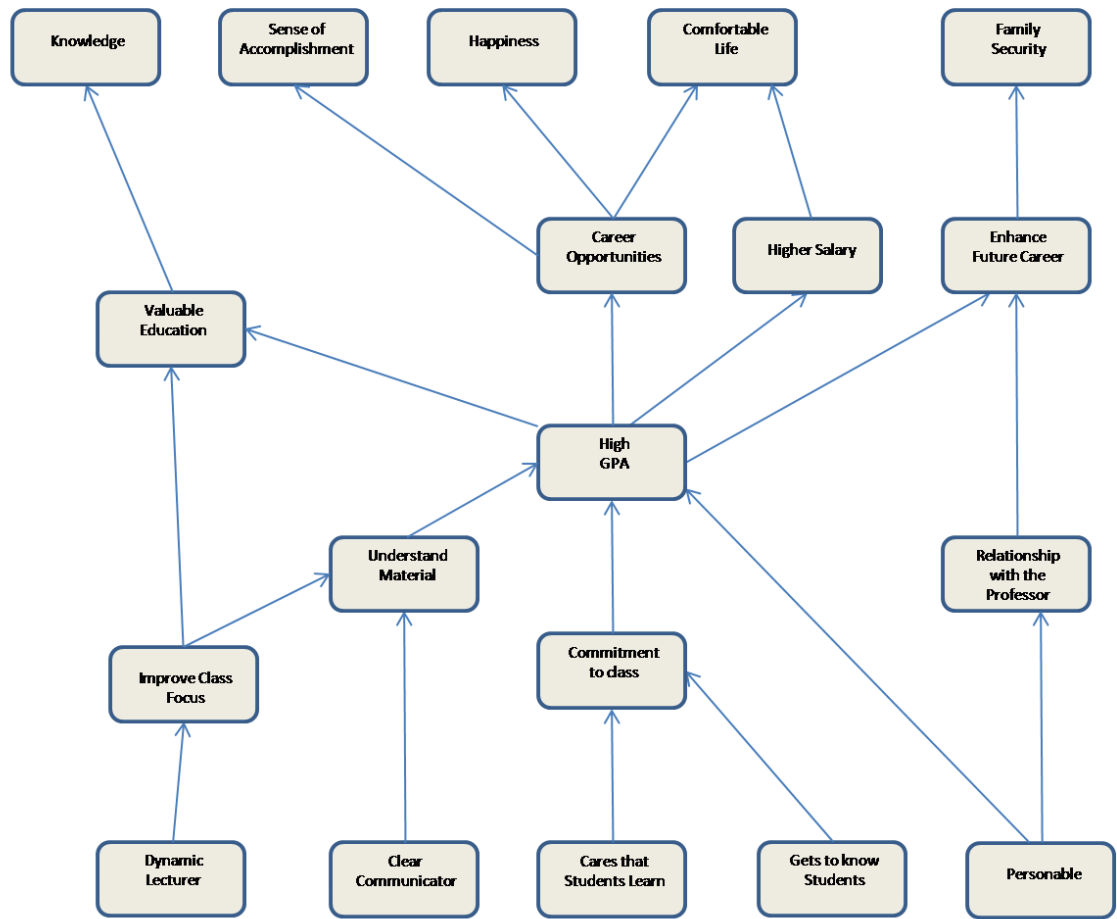 Knowledge
Sense of
Accomplishment
Happiness
Comfortable
Life
Family
Security
Career
Opportunities
Higher Salary
Enhance
Future Career
Valuable
Education
High
GPA
Understand
Material
Relationship
with the
Professor
Commitment
to class
Improve Class
Focus
Dynamic
Lecturer
Clear
Communicator
Cares that
Students Learn
Gets to know
Students
Personable